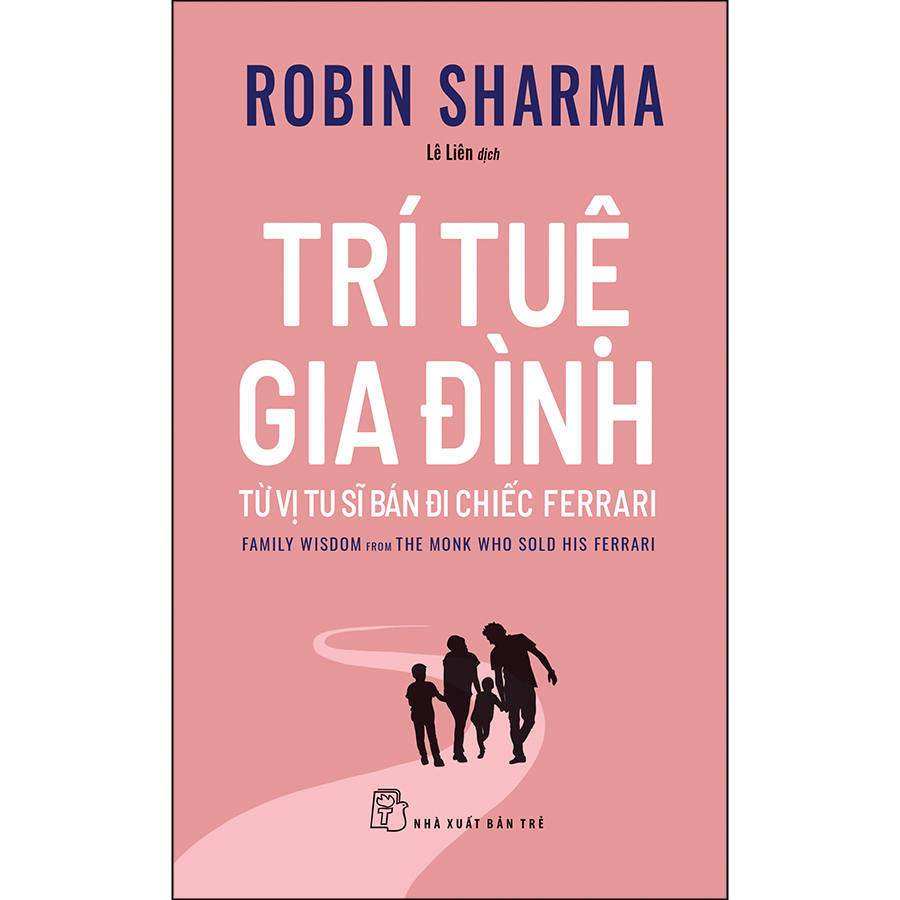 ROBIN SHARMA
Lê Liên dịch
TRÍ TUỆ
GIA ĐÌNH
TỪ VỊ TU SĨ BÁN ĐI CHIẾC FERRARI
FAMILY WISDOM FROM THE MONK WHO SOLD HIS FERRARI
T
NHÀ XUẤT BẢN TRẺ